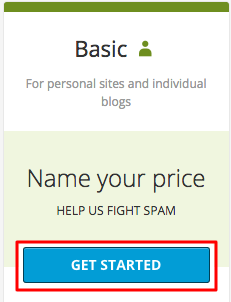 Basic
For personal sites and individual
blogs
Name your price
HELP US FIGHT SPAM
GET STARTED